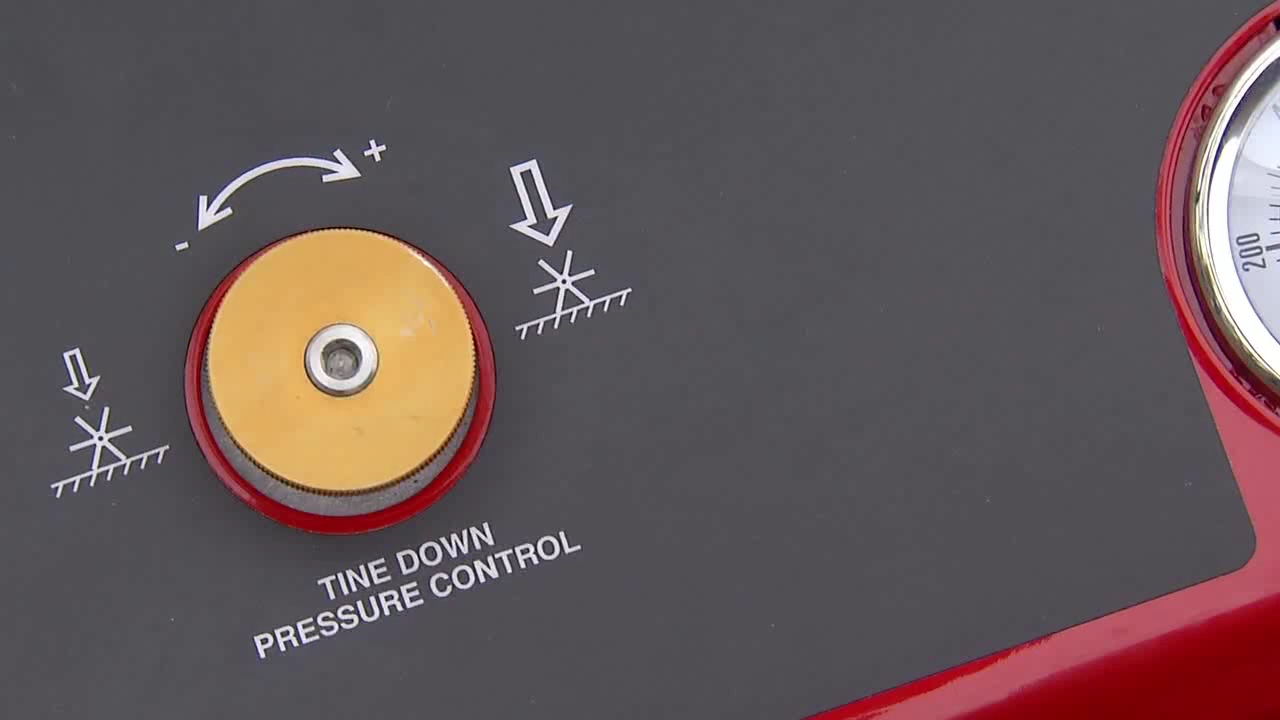 +
-
200
TINE DOWN
PRESSURE CONTROL